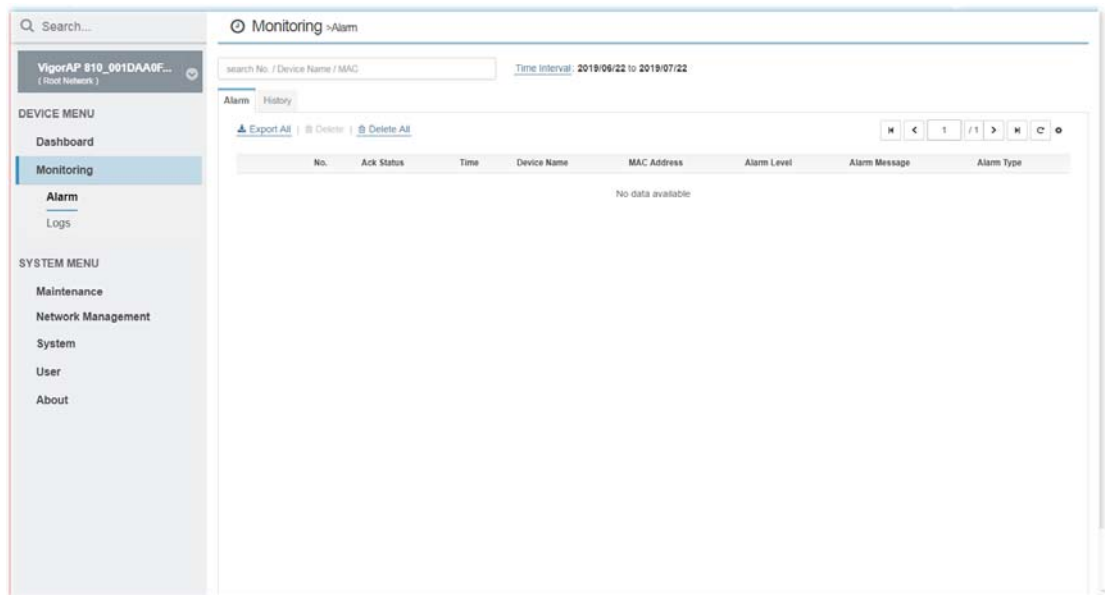 Search...
Monitoring >Alarm
VigorAP 810_001DAA0F...
( Root Network )
search No. / Device Name / MAC
Time Interval: 2019/06/22 to 2019/07/22
Alarm History
DEVICE MENU
Export All | Delete | Delete All
1 / 1
Dashboard
No. Ack Status Time Device Name MAC Address Alarm Level Alarm Message Alarm Type
Monitoring
No data available
Alarm
Logs
SYSTEM MENU
Maintenance
Network Management
System
User
About